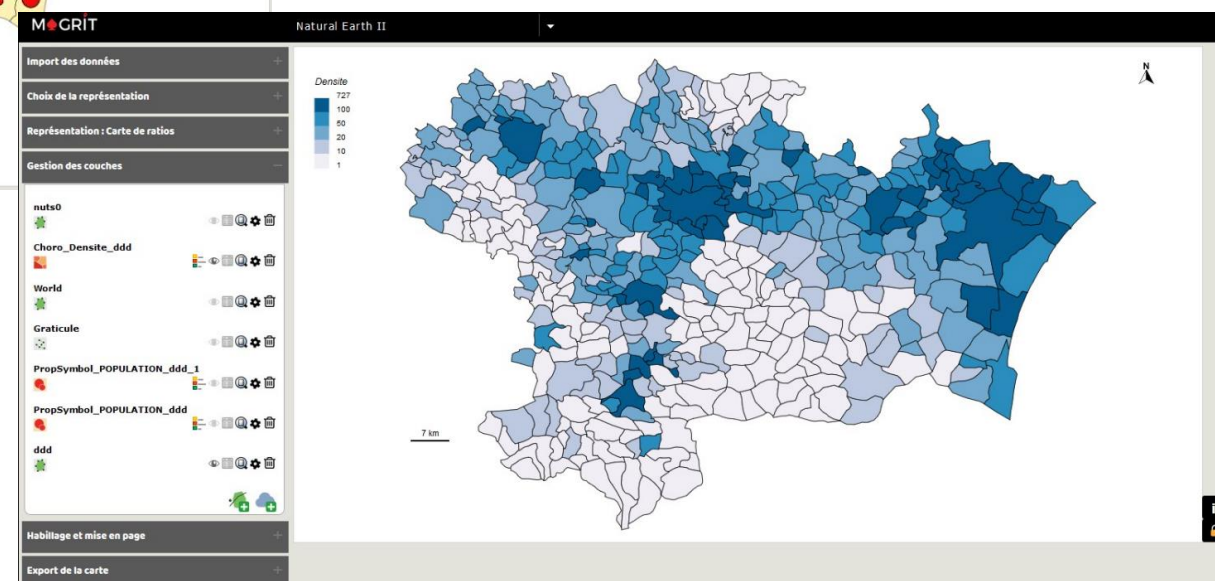 MAGRIT
Natural Earth II
Import des données
Choix de la représentation
Représentation : Carte de ratios
Gestion des couches
nuts0
Choro_Densite_ddd
World
Graticule
PropSymbol_POPULATION_ddd_1
PropSymbol_POPULATION_ddd
ddd
Habillage et mise en page
Export de la carte
Densite
727
100
50
20
10
1
N
7 km
i